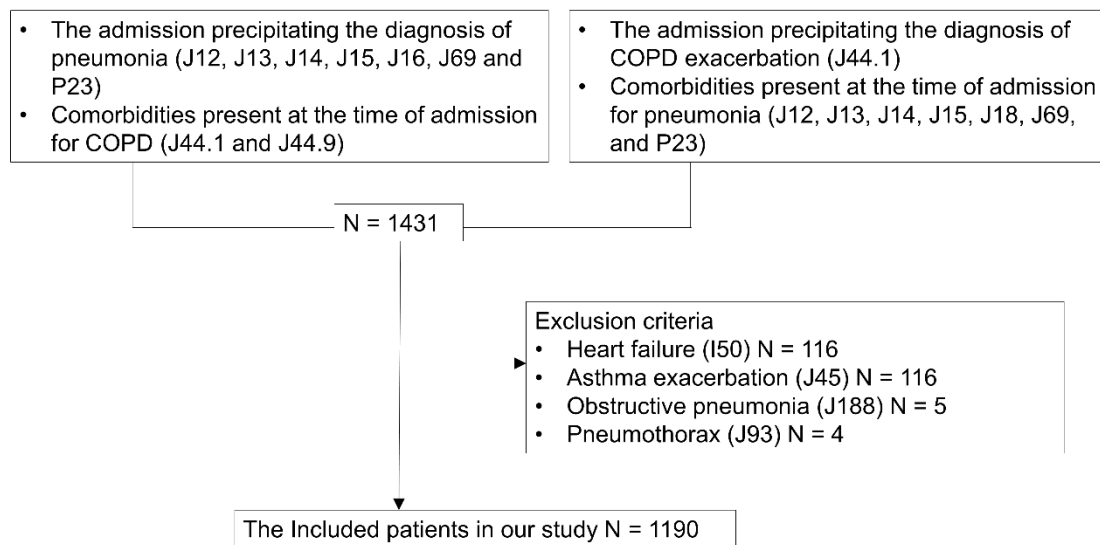 • The admission precipitating the diagnosis of
pneumonia (J12, J13, J14, J15, J16, J69 and
P23)
• Comorbidities present at the time of admission
for COPD (J44.1 and J44.9)
• The admission precipitating the diagnosis of
COPD exacerbation (J44.1)
• Comorbidities present at the time of admission
for pneumonia (J12, J13, J14, J15, J18, J69,
and P23)
N = 1431
Exclusion criteria
• Heart failure (I50) N = 116
• Asthma exacerbation (J45) N = 116
• Obstructive pneumonia (J188) N = 5
• Pneumothorax (J93) N = 4
The Included patients in our study N = 1190